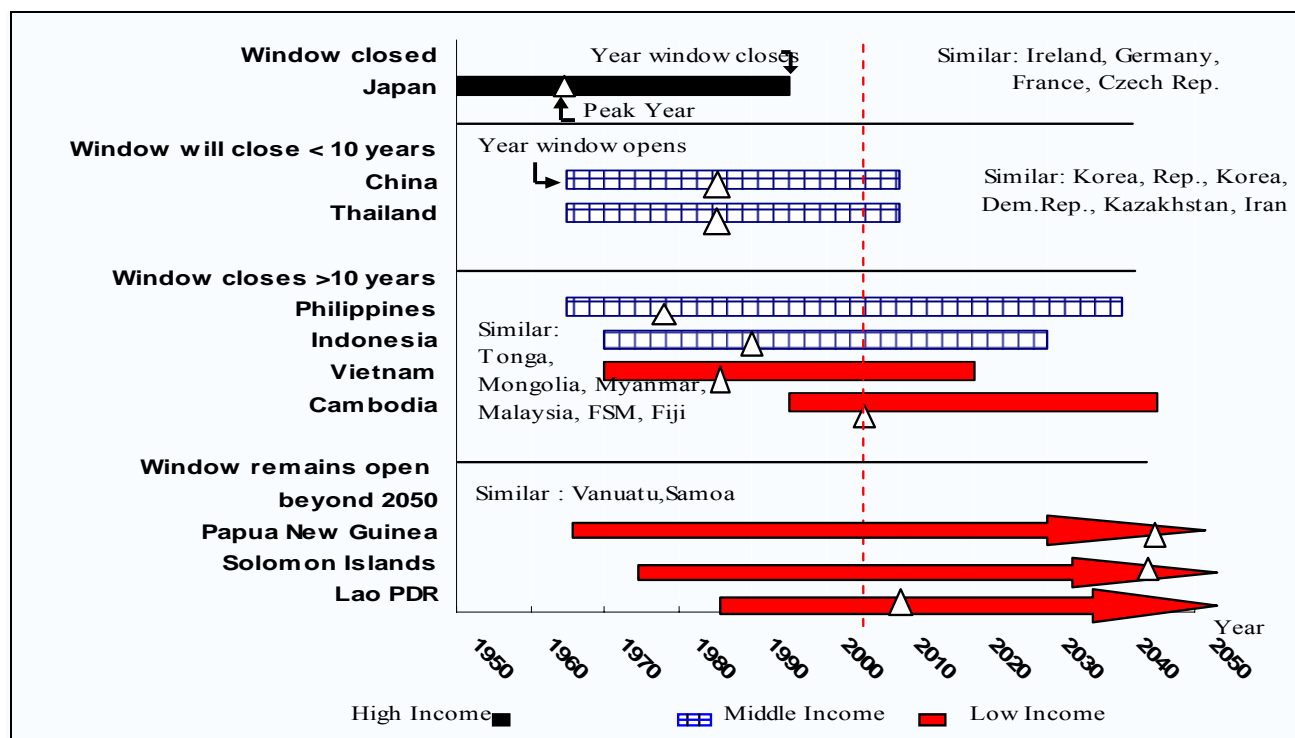 Window closed
Year window closes
Similar: Ireland, Germany,
France, Czech Rep.
Japan
Peak Year
Window will close < 10 years
Year window opens
China
Similar: Korea, Rep., Korea,
Dem.Rep., Kazakhstan, Iran
Thailand
Window closes >10 years
Philippines
Indonesia
Vietnam
Cambodia
Similar:
Tonga,
Mongolia, Myanmar,
Malaysia, FSM, Fiji
Window remains open
beyond 2050
Similar : Vanuatu,Samoa
Papua New Guinea
Solomon Islands
Lao PDR
Year
1950 1960 1970 1980 1990 2000 2010 2020 2030 2040 2050
High Income Middle Income Low Income